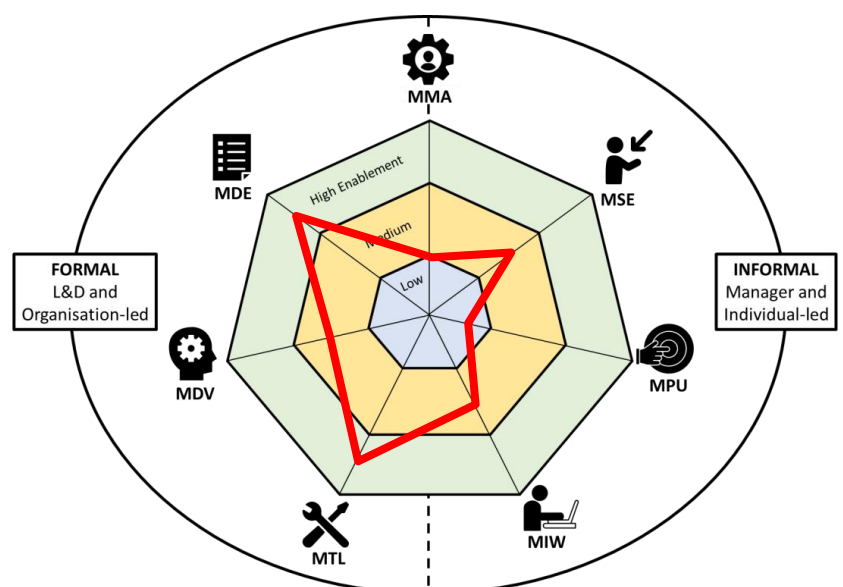 MMA
MDE
High Enablement
MSE
Medium
FORMAL
L&D and
Organisation-led
Low
INFORMAL
Manager and
Individual-led
MDV
MPU
MTL
MIW